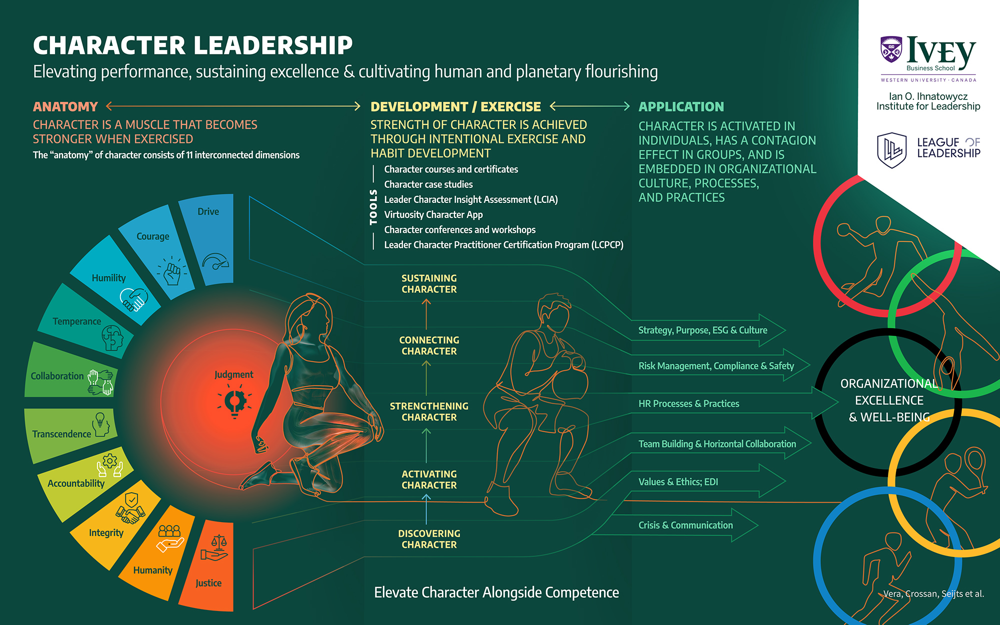 CHARACTER LEADERSHIP
Elevating performance, sustaining excellence & cultivating human and planetary flourishing
IVEY
Business School
WESTERN UNIVERSITY · CANADA
Ian O. Ihnatowycz
Institute for Leadership
LEAGUE OF
LEADERSHIP
ANATOMY
CHARACTER IS A MUSCLE THAT BECOMES
STRONGER WHEN EXERCISED
The “anatomy” of character consists of 11 interconnected dimensions
DEVELOPMENT / EXERCISE
STRENGTH OF CHARACTER IS ACHIEVED
THROUGH INTENTIONAL EXERCISE AND
HABIT DEVELOPMENT
TOOLS
Character courses and certificates
Character case studies
Leader Character Insight Assessment (LCIA)
Virtuosity Character App
Character conferences and workshops
Leader Character Practitioner Certification Program (LCPCP)
APPLICATION
CHARACTER IS ACTIVATED IN
INDIVIDUALS, HAS A CONTAGION
EFFECT IN GROUPS, AND IS
EMBEDDED IN ORGANIZATIONAL
CULTURE, PROCESSES,
AND PRACTICES
Drive
Courage
Humility
Temperance
Collaboration
Transcendence
Accountability
Integrity
Humanity
Justice
Judgment
SUSTAINING
CHARACTER
CONNECTING
CHARACTER
STRENGTHENING
CHARACTER
ACTIVATING
CHARACTER
DISCOVERING
CHARACTER
Strategy, Purpose, ESG & Culture
Risk Management, Compliance & Safety
HR Processes & Practices
Team Building & Horizontal Collaboration
Values & Ethics; EDI
Crisis & Communication
ORGANIZATIONAL
EXCELLENCE
& WELL-BEING
Elevate Character Alongside Competence
Vera, Crossan, Seijts et al.